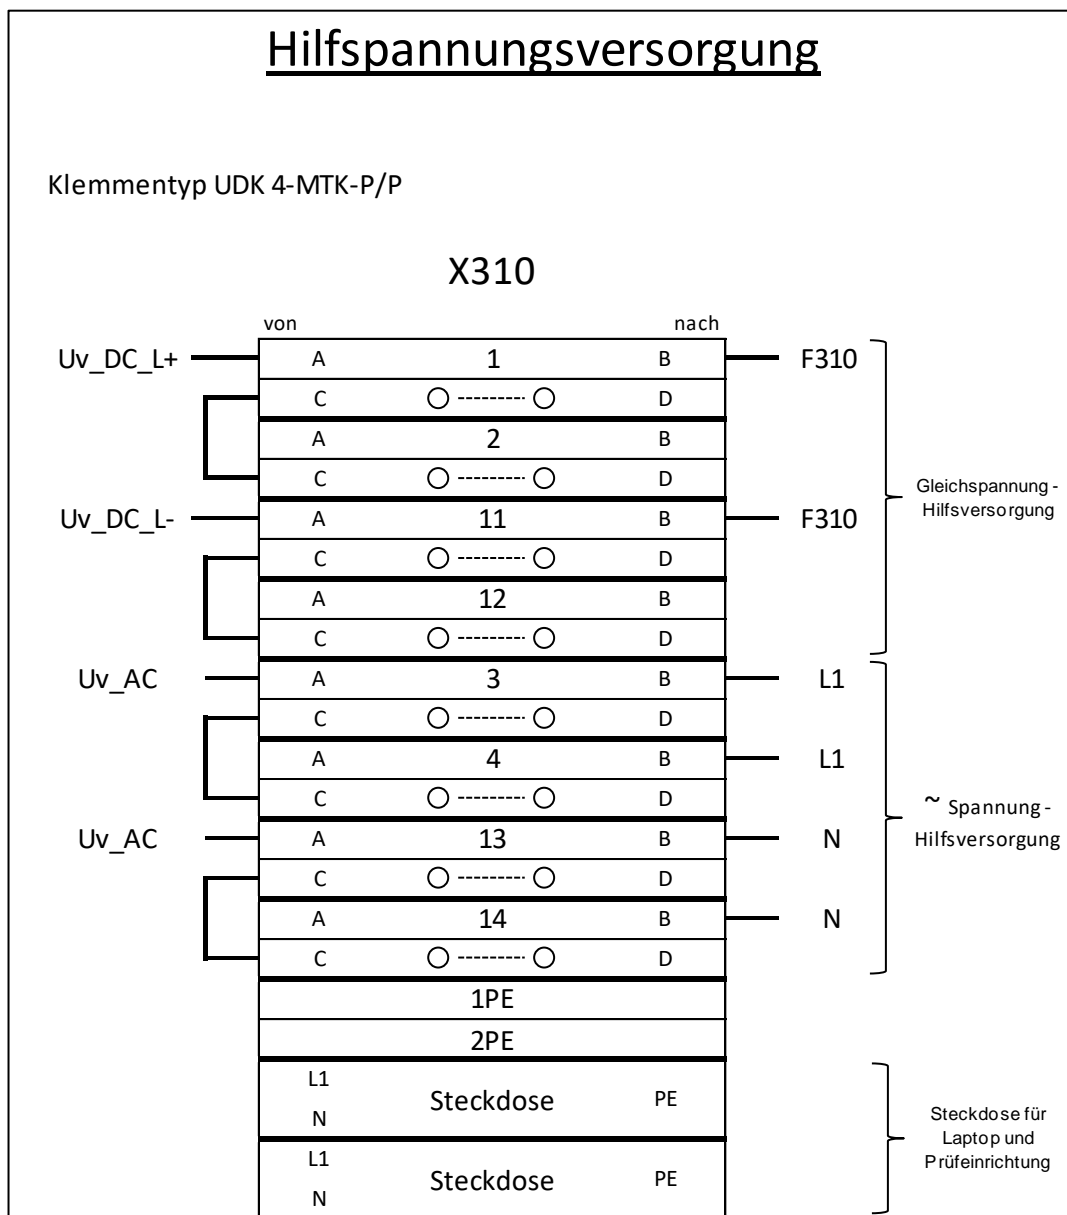 Hilfspannungsversorgung
Klemmentyp UDK 4-MTK-P/P
X310
von nach
Uv_DC_L+ A 1 B F310
C D
A 2 B
C D
Uv_DC_L- A 11 B F310
C D
A 12 B
C D
Gleichspannung -
Hilfsversorgung
Uv_AC A 3 B L1
C D
A 4 B L1
C D
Uv_AC A 13 B N
C D
A 14 B N
C D
~ Spannung -
Hilfsversorgung
1PE
2PE
L1
Steckdose PE
N
L1
Steckdose PE
N
Steckdose für
Laptop und
Prüfeinrichtung